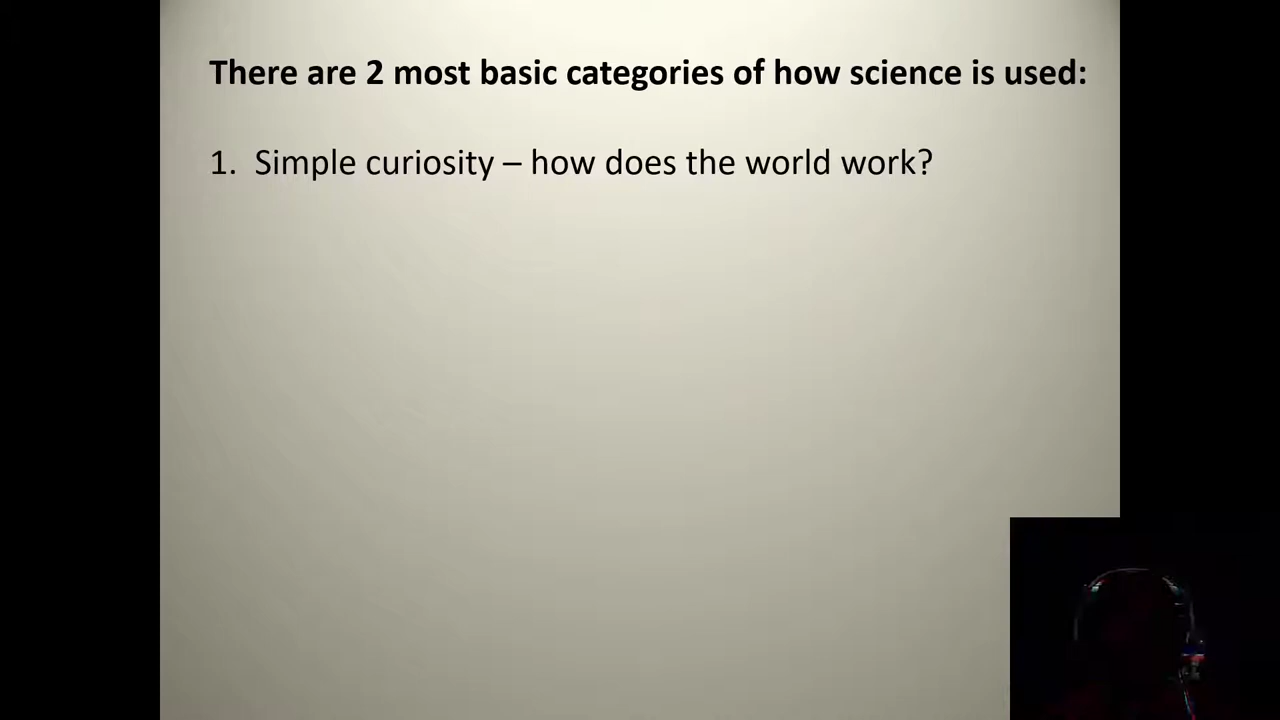 There are 2 most basic categories of how science is used:
1. Simple curiosity – how does the world work?